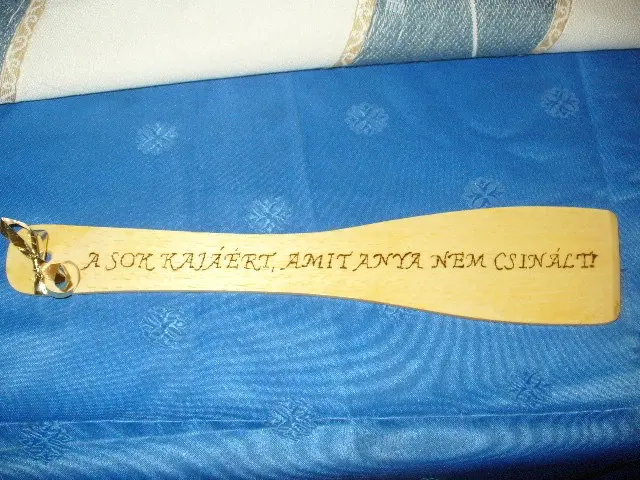 A SOK KAJÁÉRT, AMIT ANYA NEM CSINÁLT!